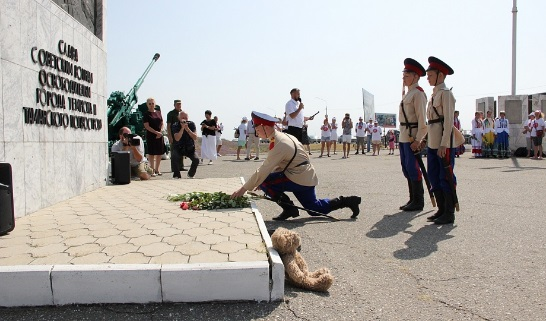 СЛАВА
СОВЕТСКИМ ВОИНАМ
ОСВОБОДИТЕЛЯМ
ГОРОДА ТЕМРЮКА И
ТАМАНСКОГО ПОЛУОСТРОВА